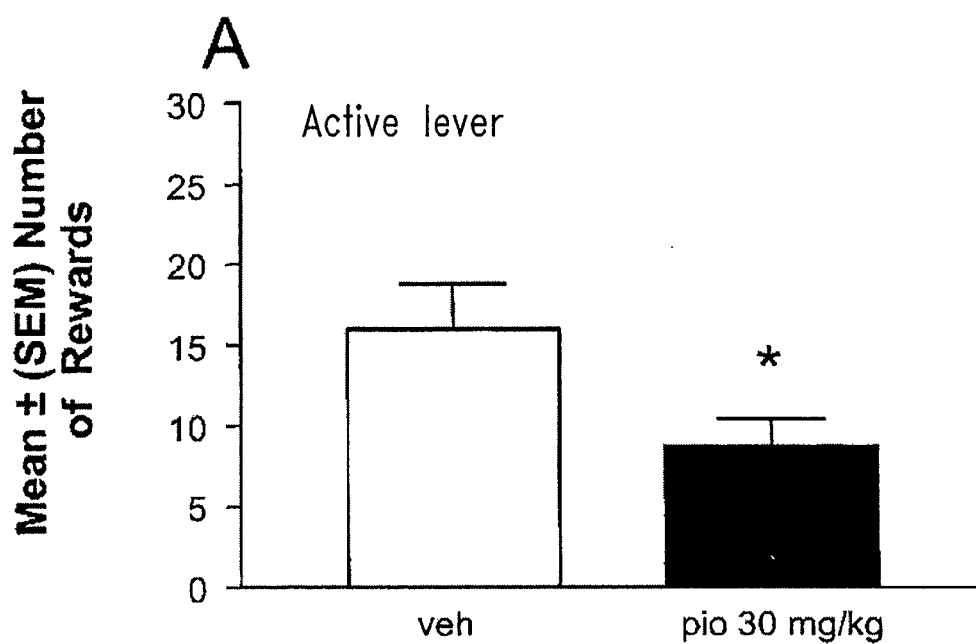 A
Mean ± (SEM) Number
of Rewards
Active lever
30
25
20
15
10
5
0
*
veh
pio 30 mg/kg